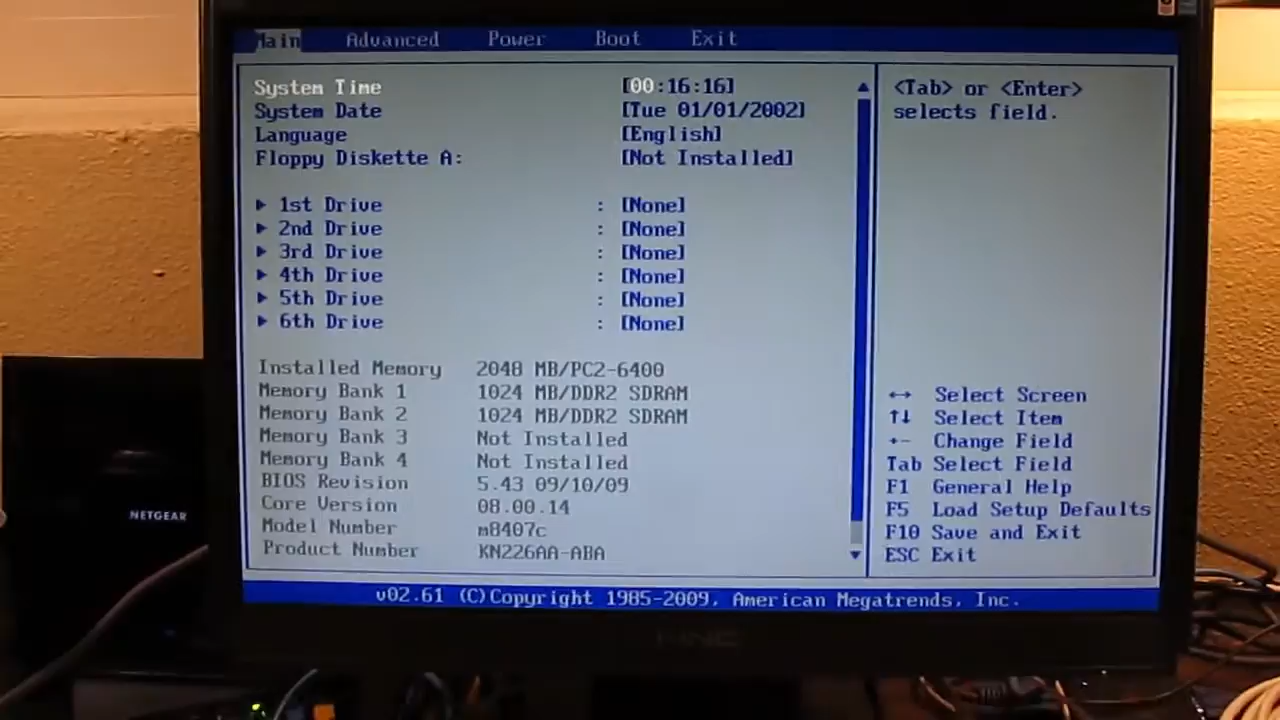 Main Advanced Power Boot Exit
System Time [00:16:16]
System Date [Tue 01/01/2002]
Language [English]
Floppy Diskette A: [Not Installed]
1st Drive : [None]
2nd Drive : [None]
3rd Drive : [None]
4th Drive : [None]
5th Drive : [None]
6th Drive : [None]
Installed Memory 2048 MB/PC2-6400
Memory Bank 1 1024 MB/DDR2 SDRAM
Memory Bank 2 1024 MB/DDR2 SDRAM
Memory Bank 3 Not Installed
Memory Bank 4 Not Installed
BIOS Revision 5.43 09/10/09
Core Version 08.00.14
Model Number m8407c
Product Number KN226AA-ABA
<Tab> or <Enter>
selects field.
↔ Select Screen
↑↓ Select Item
+- Change Field
Tab Select Field
F1 General Help
F5 Load Setup Defaults
F10 Save and Exit
ESC Exit
v02.61 (C)Copyright 1985-2009, American Megatrends, Inc.
NETGEAR